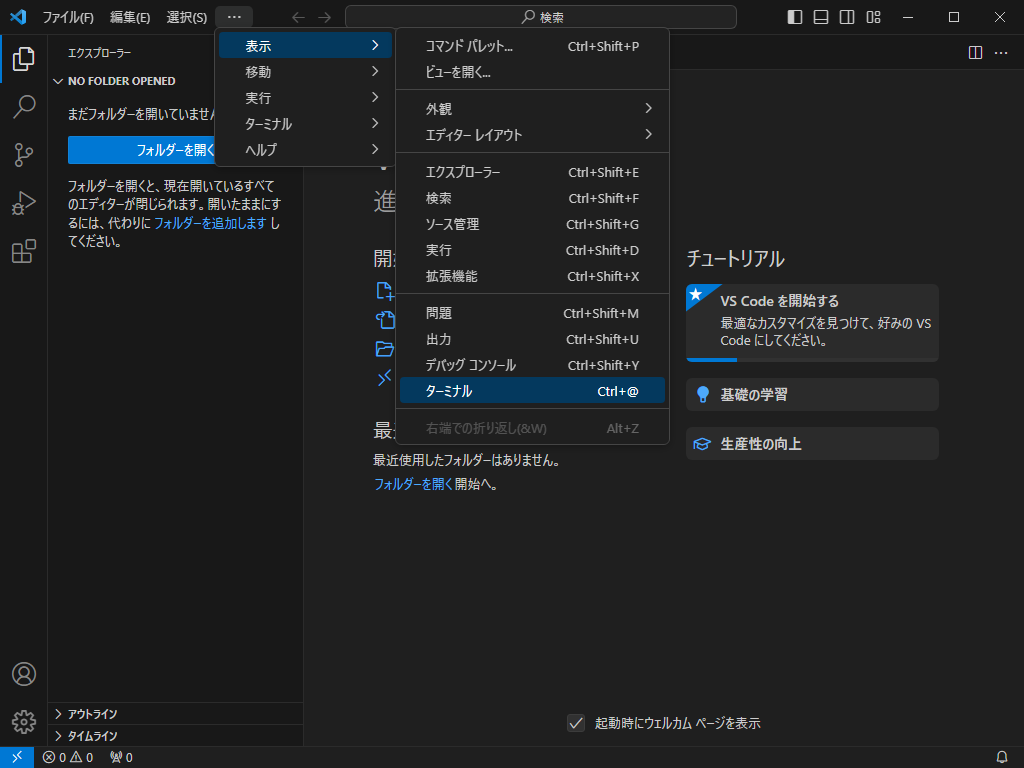 ファイル(F) 編集(E) 選択(S) … 検索
エクスプローラー
NO FOLDER OPENED
まだフォルダーを開いていません
フォルダーを開く
フォルダーを開くと、現在開いているすべて
のエディターが閉じられます。開いたままにす
るには、代わりに フォルダーを追加します し
てください。
表示
移動
実行
ターミナル
ヘルプ
コマンド パレット... Ctrl+Shift+P
ビューを開く...
外観
エディター レイアウト
エクスプローラー Ctrl+Shift+E
検索 Ctrl+Shift+F
ソース管理 Ctrl+Shift+G
実行 Ctrl+Shift+D
拡張機能 Ctrl+Shift+X
問題 Ctrl+Shift+M
出力 Ctrl+Shift+U
デバッグ コンソール Ctrl+Shift+Y
ターミナル Ctrl+@
右端での折り返し(&W) Alt+Z
進
開
最
最近使用したフォルダーはありません。
フォルダーを開く開始へ。
チュートリアル
VS Code を開始する
最適なカスタマイズを見つけて、好みの VS
Code にしてください。
基礎の学習
生産性の向上
起動時にウェルカム ページを表示
アウトライン
タイムライン
0 0 0